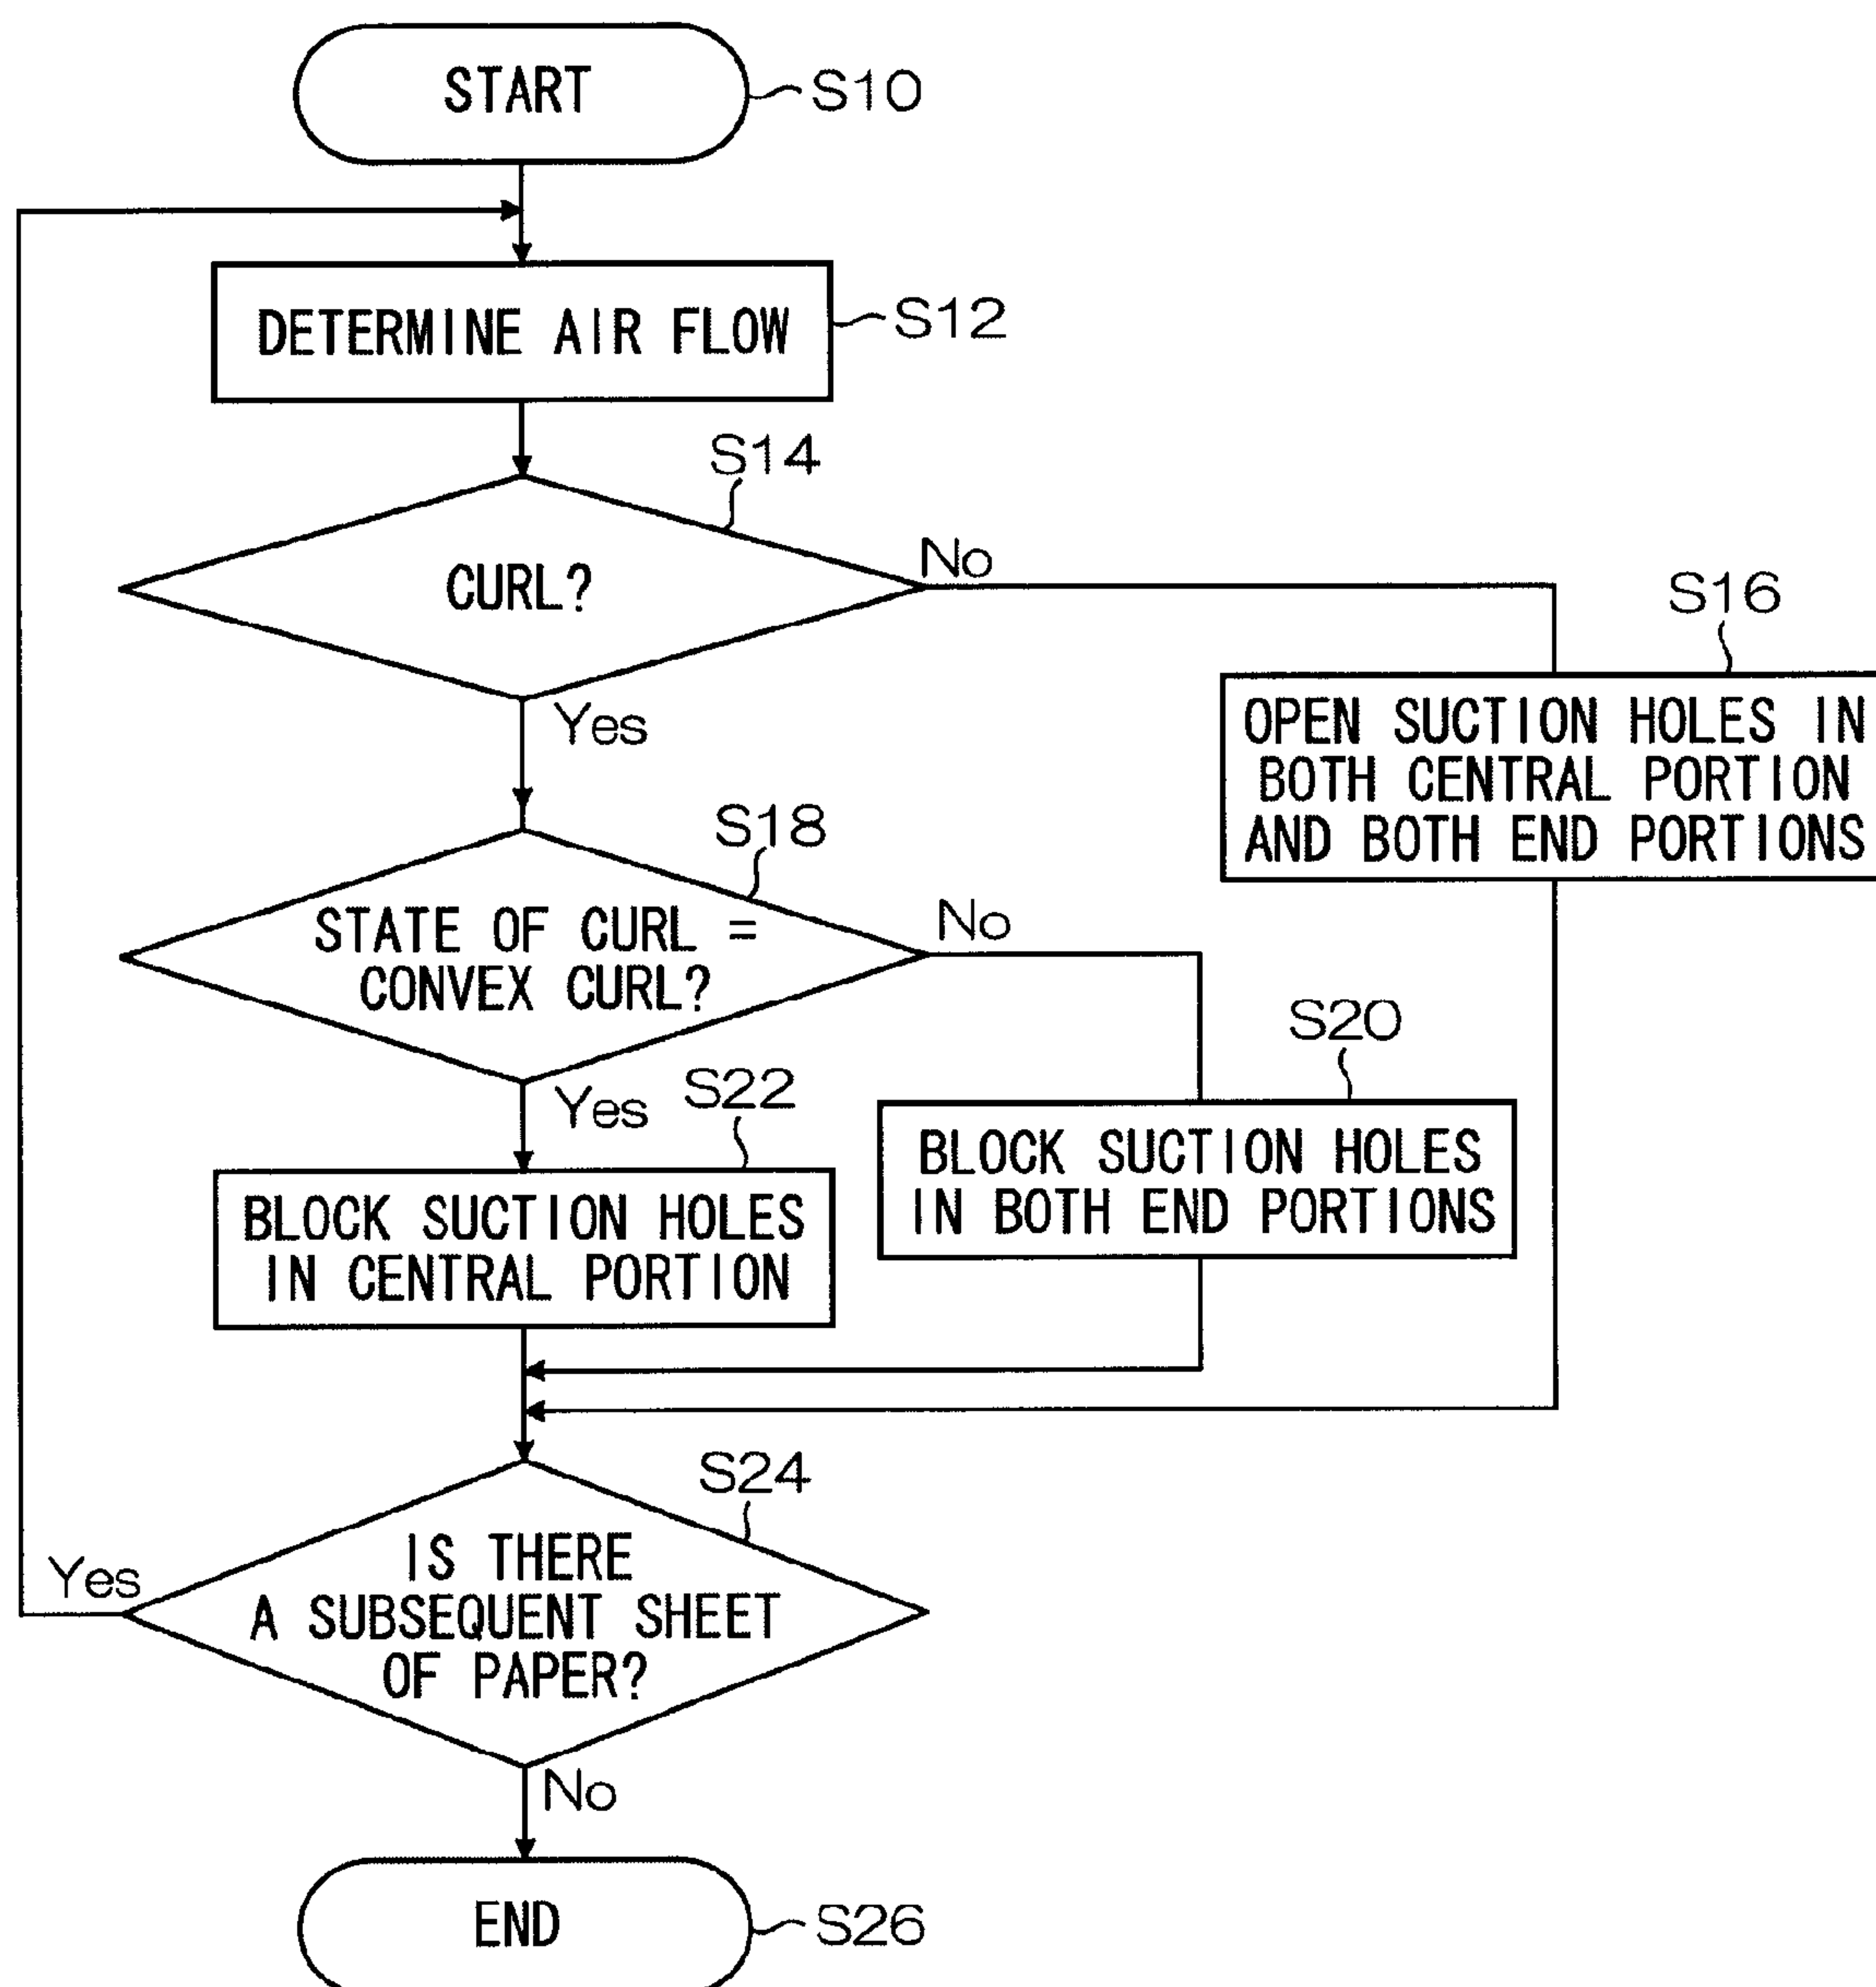 START
S10
DETERMINE AIR FLOW
S12
S14
CURL?
No
Yes
S16
OPEN SUCTION HOLES IN
BOTH CENTRAL PORTION
AND BOTH END PORTIONS
S18
STATE OF CURL =
CONVEX CURL?
No
Yes
S20
BLOCK SUCTION HOLES
IN BOTH END PORTIONS
S22
BLOCK SUCTION HOLES
IN CENTRAL PORTION
S24
IS THERE
A SUBSEQUENT SHEET
OF PAPER?
Yes
No
END
S26